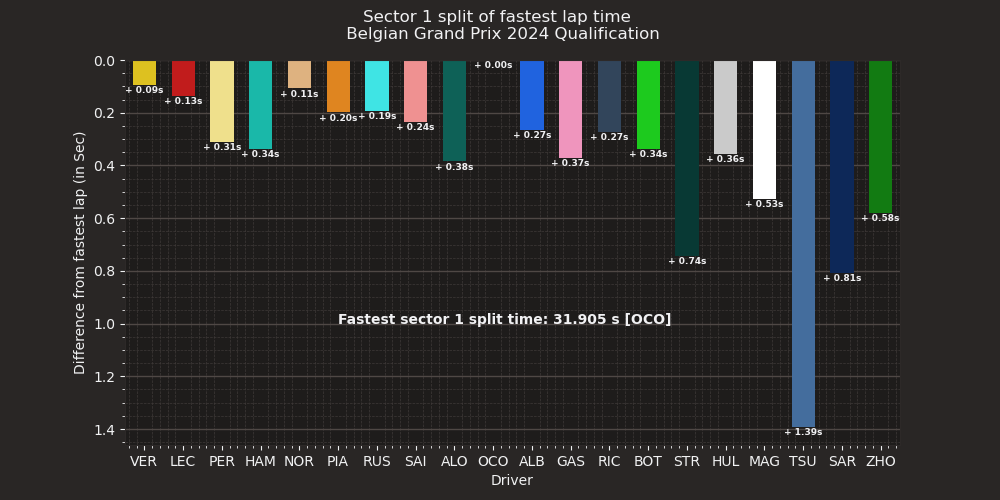 Sector 1 split of fastest lap time
Belgian Grand Prix 2024 Qualification
Difference from fastest lap (in Sec)
0.0
0.2
0.4
0.6
0.8
1.0
1.2
1.4
+ 0.09s
+ 0.13s
+ 0.31s
+ 0.34s
+ 0.11s
+ 0.20s
+ 0.19s
+ 0.24s
+ 0.38s
+ 0.00s
+ 0.27s
+ 0.37s
+ 0.27s
+ 0.34s
+ 0.74s
+ 0.36s
+ 0.53s
+ 1.39s
+ 0.81s
+ 0.58s
Fastest sector 1 split time: 31.905 s [OCO]
VER LEC PER HAM NOR PIA RUS SAI ALO OCO ALB GAS RIC BOT STR HUL MAG TSU SAR ZHO
Driver